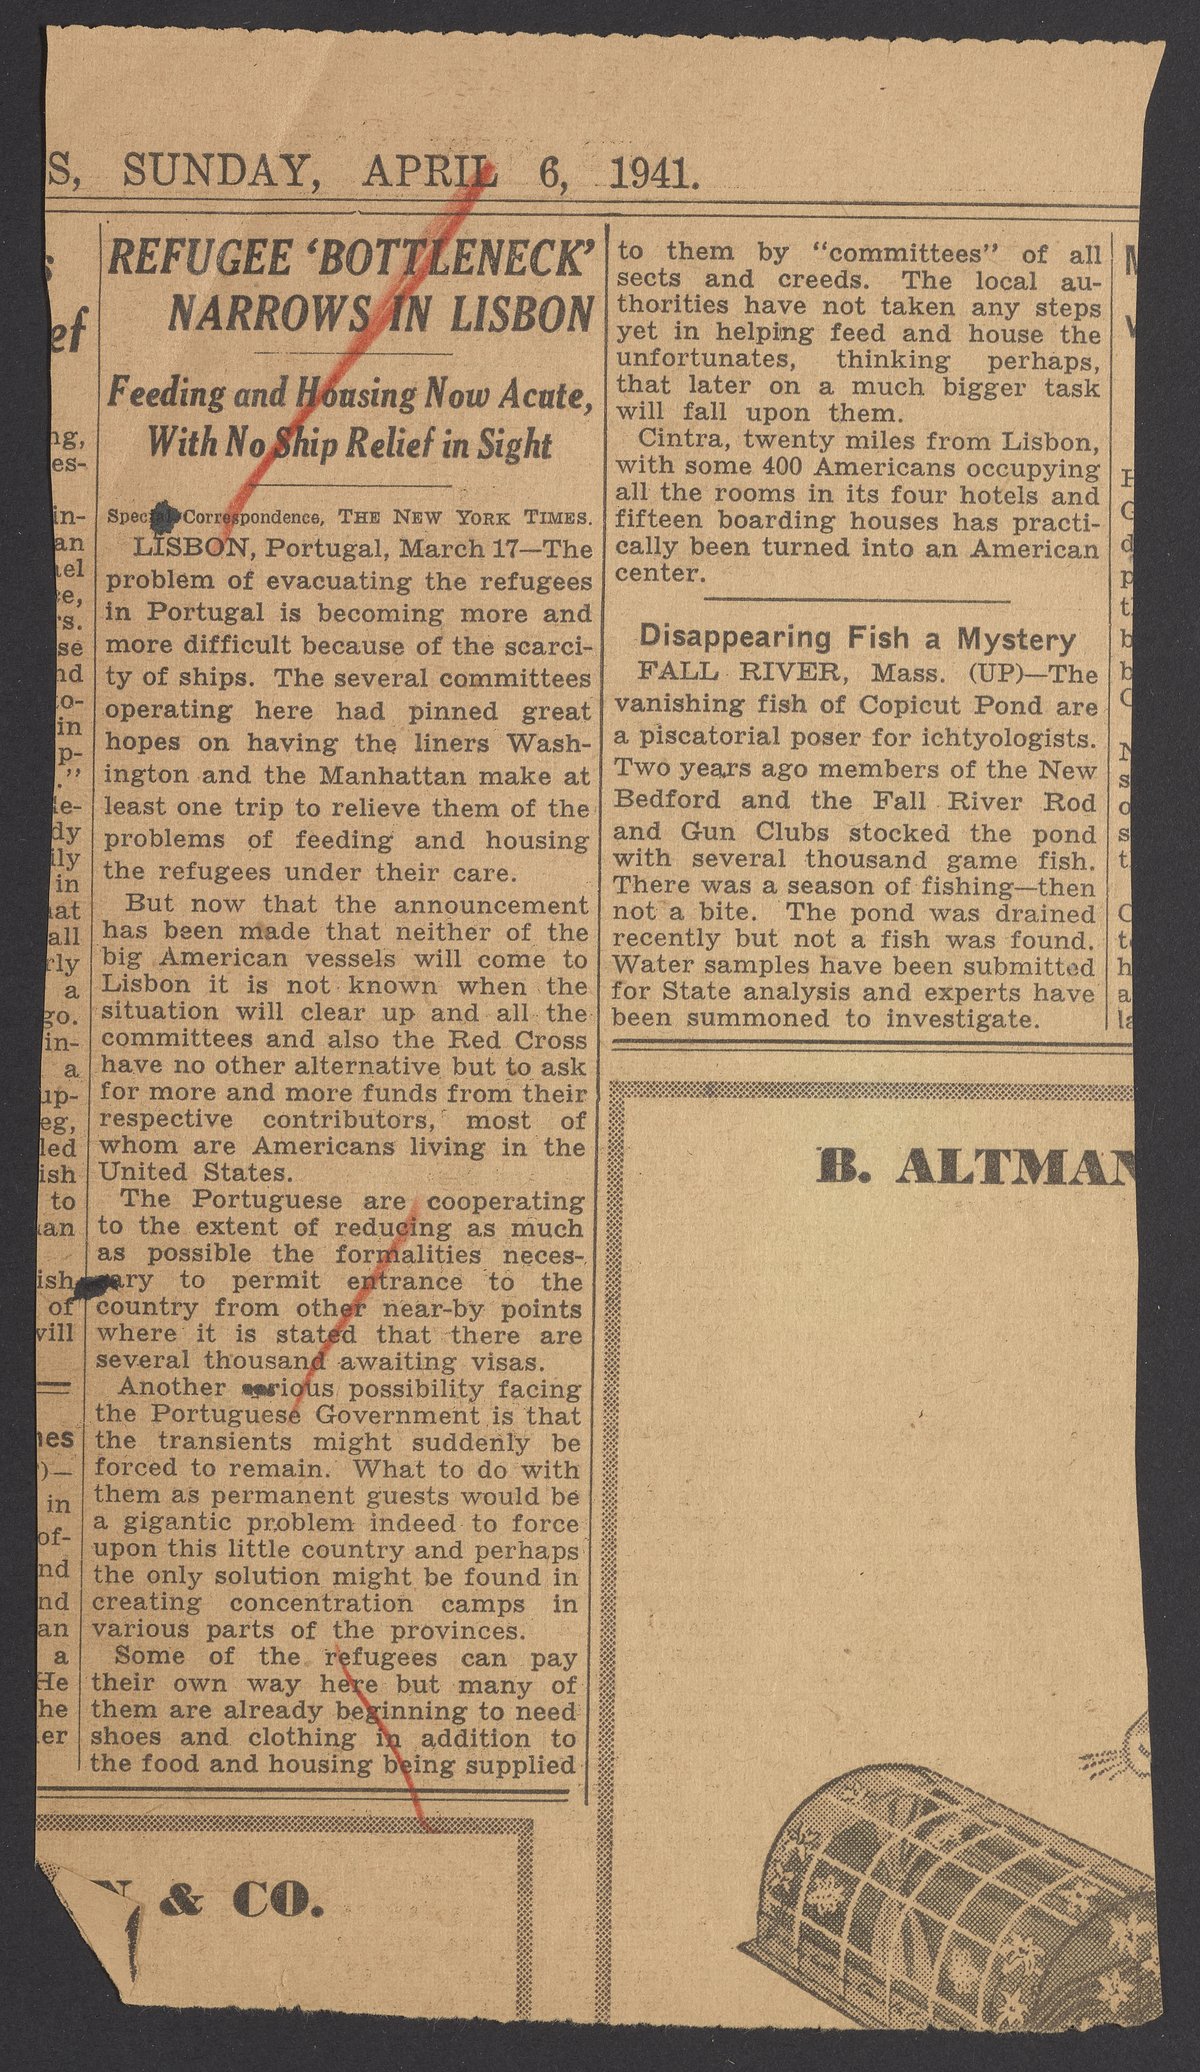 S, SUNDAY, APRIL 6, 1941.
REFUGEE ‘BOTTLENECK’
NARROWS IN LISBON
Feeding and Housing Now Acute,
With No Ship Relief in Sight
Special Correspondence, THE NEW YORK TIMES.
LISBON, Portugal, March 17—The
problem of evacuating the refugees
in Portugal is becoming more and
more difficult because of the scarci-
ty of ships. The several committees
operating here had pinned great
hopes on having the liners Wash-
ington and the Manhattan make at
least one trip to relieve them of the
problems of feeding and housing
the refugees under their care.
But now that the announcement
has been made that neither of the
big American vessels will come to
Lisbon it is not known when the
situation will clear up and all the
committees and also the Red Cross
have no other alternative but to ask
for more and more funds from their
respective contributors, most of
whom are Americans living in the
United States.
The Portuguese are cooperating
to the extent of reducing as much
as possible the formalities neces-
sary to permit entrance to the
country from other near-by points
where it is stated that there are
several thousand awaiting visas.
Another serious possibility facing
the Portuguese Government is that
the transients might suddenly be
forced to remain. What to do with
them as permanent guests would be
a gigantic problem indeed to force
upon this little country and perhaps
the only solution might be found in
creating concentration camps in
various parts of the provinces.
Some of the refugees can pay
their own way here but many of
them are already beginning to need
shoes and clothing in addition to
the food and housing being supplied
to them by “committees” of all
sects and creeds. The local au-
thorities have not taken any steps
yet in helping feed and house the
unfortunates, thinking perhaps,
that later on a much bigger task
will fall upon them.
Cintra, twenty miles from Lisbon,
with some 400 Americans occupying
all the rooms in its four hotels and
fifteen boarding houses has practi-
cally been turned into an American
center.
Disappearing Fish a Mystery
FALL RIVER, Mass. (UP)—The
vanishing fish of Copicut Pond are
a piscatorial poser for ichtyologists.
Two years ago members of the New
Bedford and the Fall River Rod
and Gun Clubs stocked the pond
with several thousand game fish.
There was a season of fishing—then
not a bite. The pond was drained
recently but not a fish was found.
Water samples have been submitted
for State analysis and experts have
been summoned to investigate.
B. ALTMAN
N & CO.